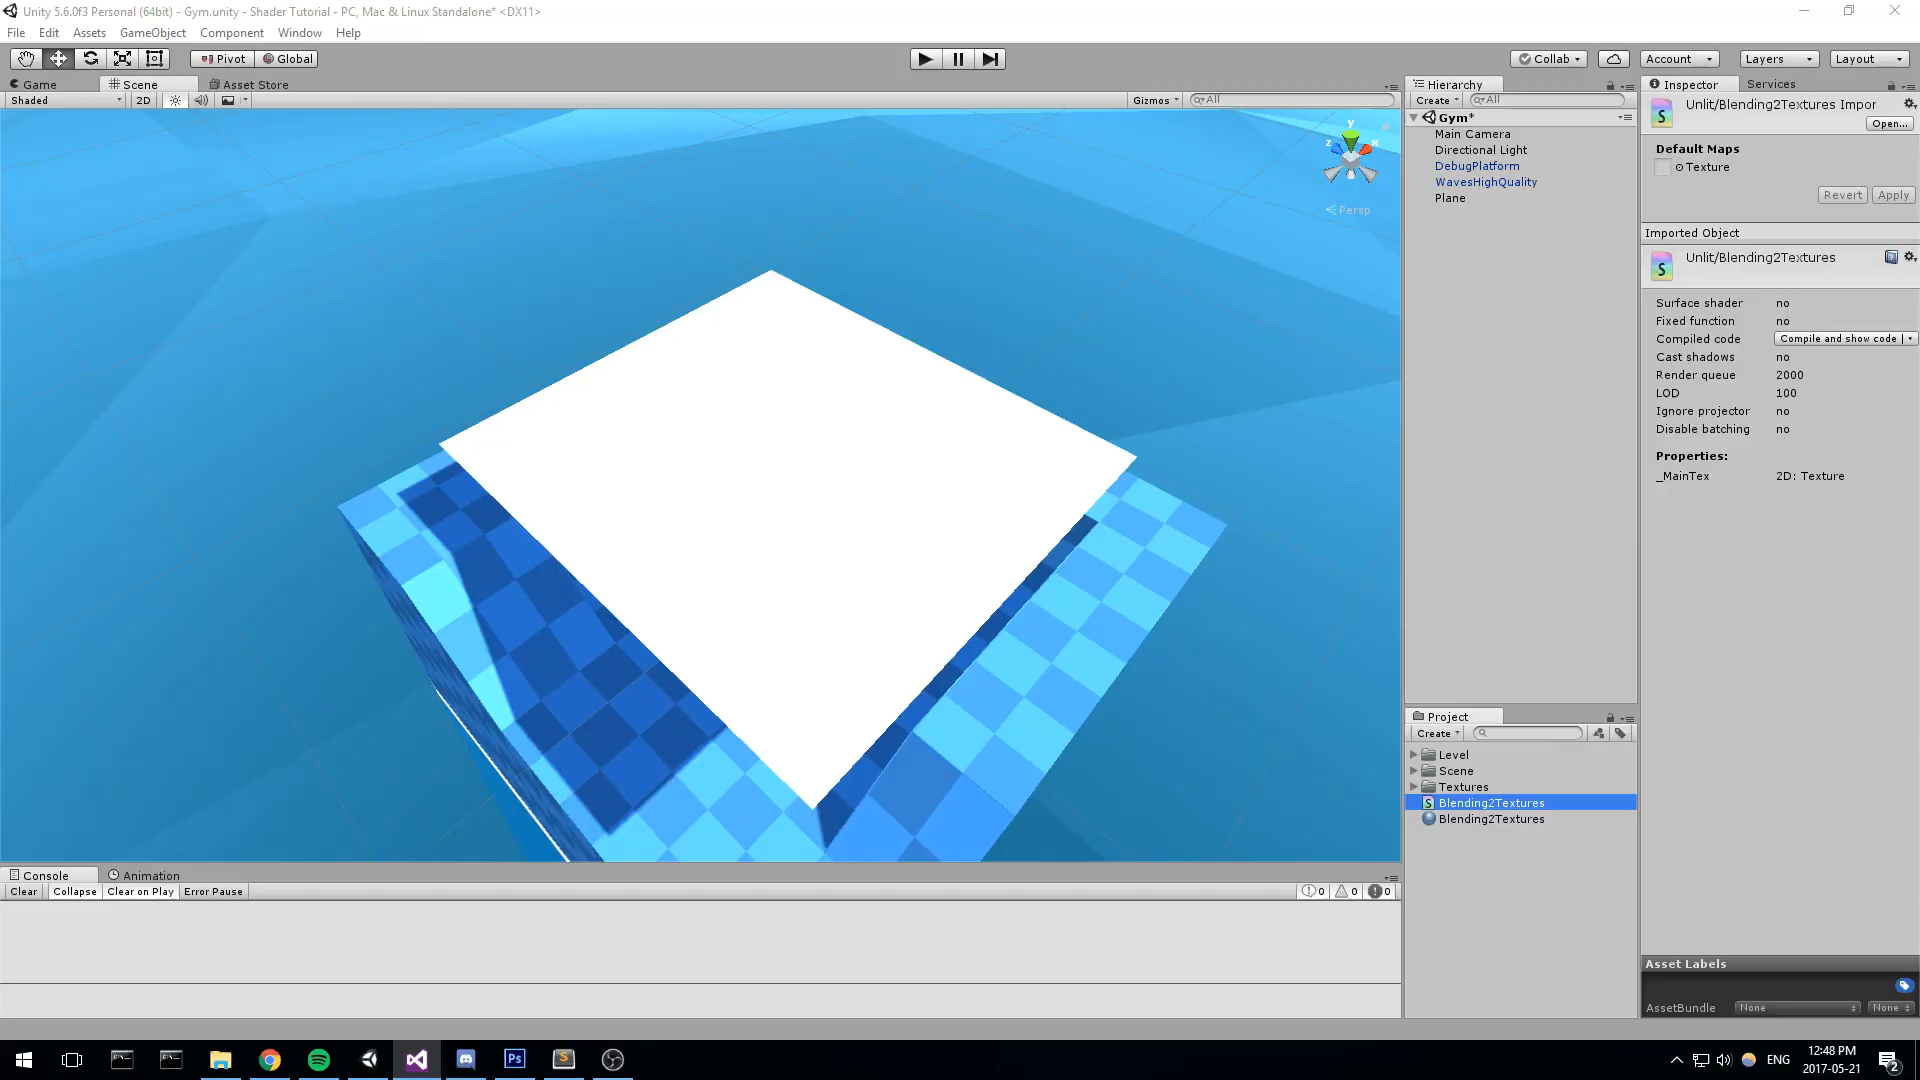 Unity 5.6.0f3 Personal (64bit) - Gym.unity - Shader Tutorial - PC, Mac & Linux Standalone* <DX11>
File Edit Assets GameObject Component Window Help
Pivot Global Collab Account Layers Layout
Game Scene Asset Store
Shaded 2D Gizmos All
y
z x
Persp
Console Animation
Clear Collapse Clear on Play Error Pause 0 0 0
Hierarchy
Create All
Gym*
Main Camera
Directional Light
DebugPlatform
WavesHighQuality
Plane
Project
Create
Level
Scene
Textures
Blending2Textures
Blending2Textures
Inspector Services
Unlit/Blending2Textures Impor
Open...
Default Maps
Texture
Revert Apply
Imported Object
Unlit/Blending2Textures
Surface shader no
Fixed function no
Compiled code Compile and show code
Cast shadows no
Render queue 2000
LOD 100
Ignore projector no
Disable batching no
Properties:
_MainTex 2D: Texture
Asset Labels
AssetBundle None None
Ps S ENG 12:48 PM
2017-05-21 2